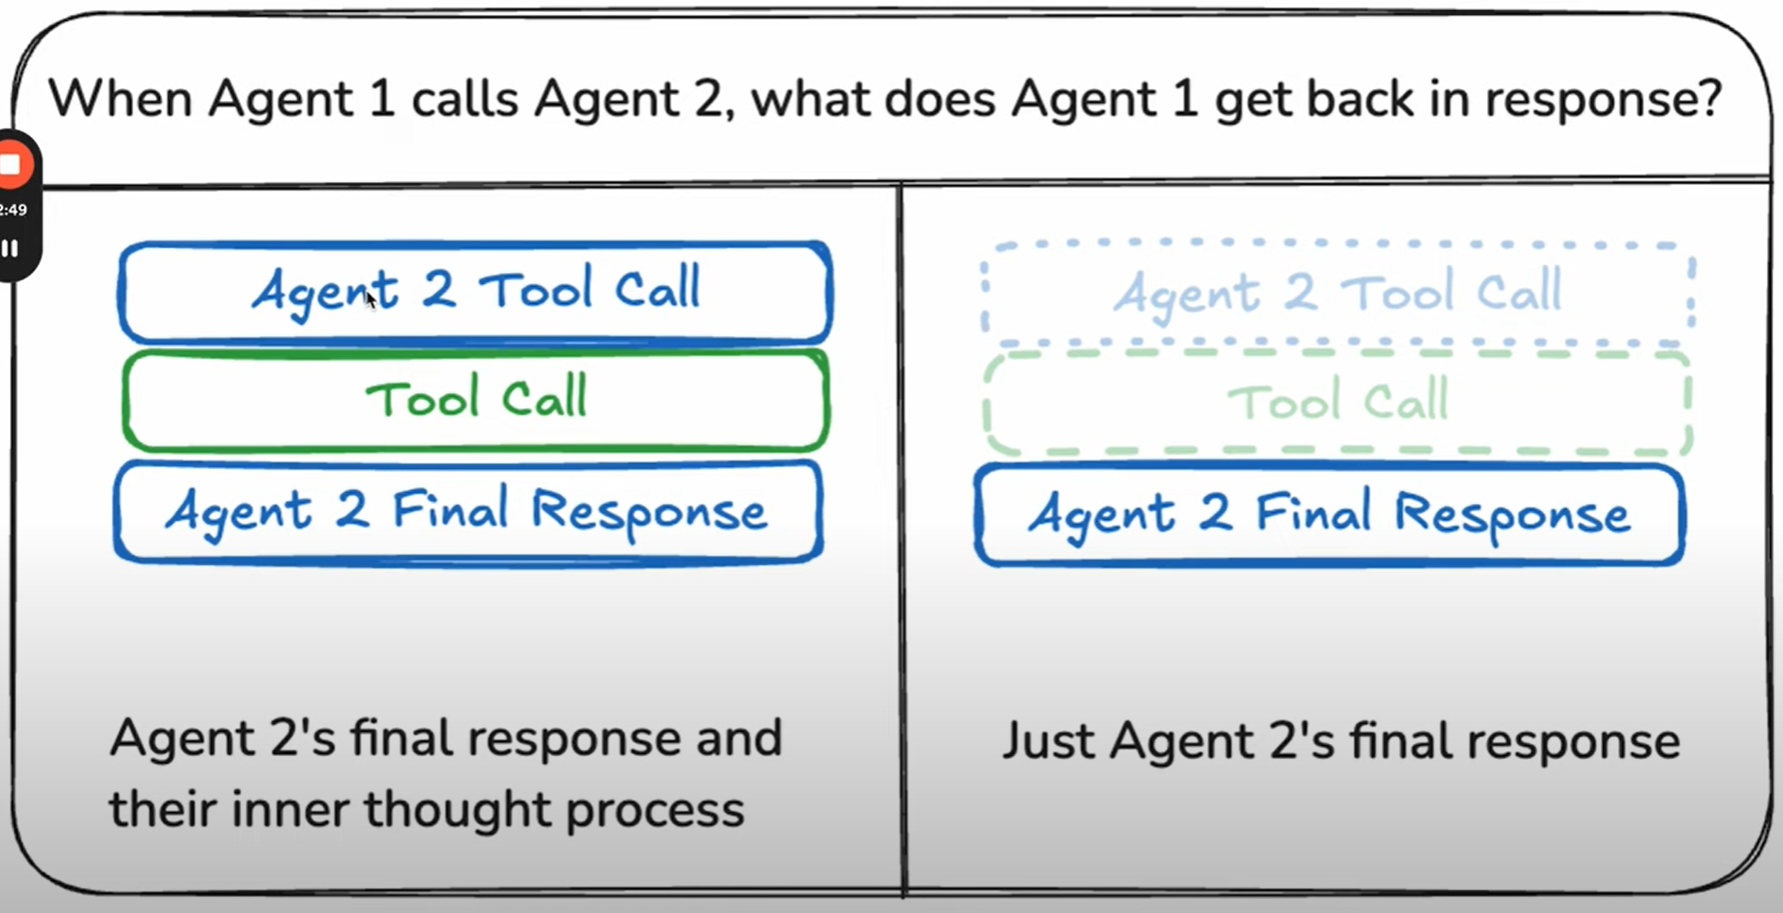 When Agent 1 calls Agent 2, what does Agent 1 get back in response?
2:49
Agent 2 Tool Call
Tool Call
Agent 2 Final Response
Agent 2's final response and
their inner thought process
Agent 2 Tool Call
Tool Call
Agent 2 Final Response
Just Agent 2's final response